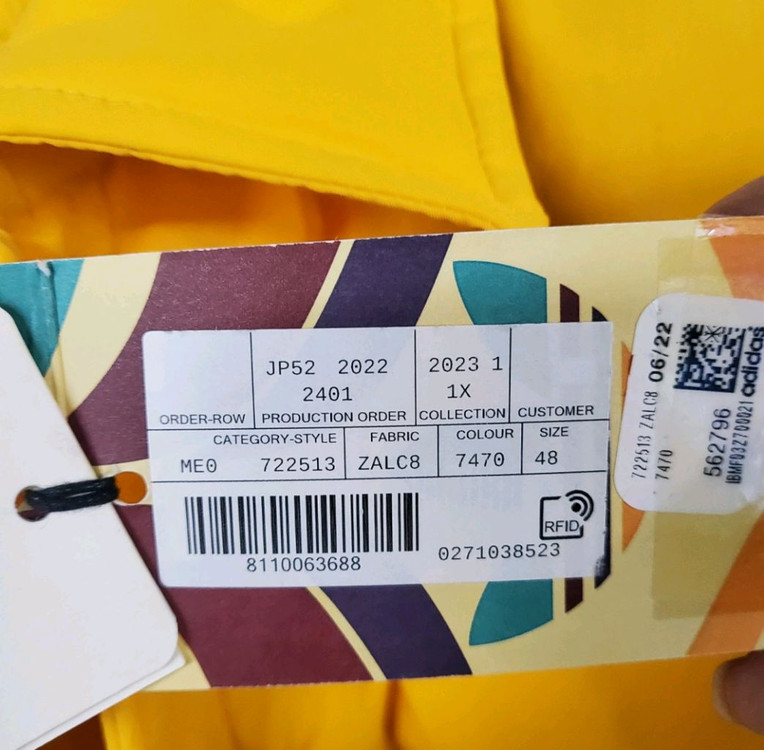 JP52 2022
2401
2023 1
1X
ORDER-ROW PRODUCTION ORDER COLLECTION CUSTOMER
CATEGORY-STYLE FABRIC COLOUR SIZE
ME0 722513 ZALC8 7470 48
RFID
8110063688
0271038523
722513 ZALC8 06/22
7470
adidas
562796